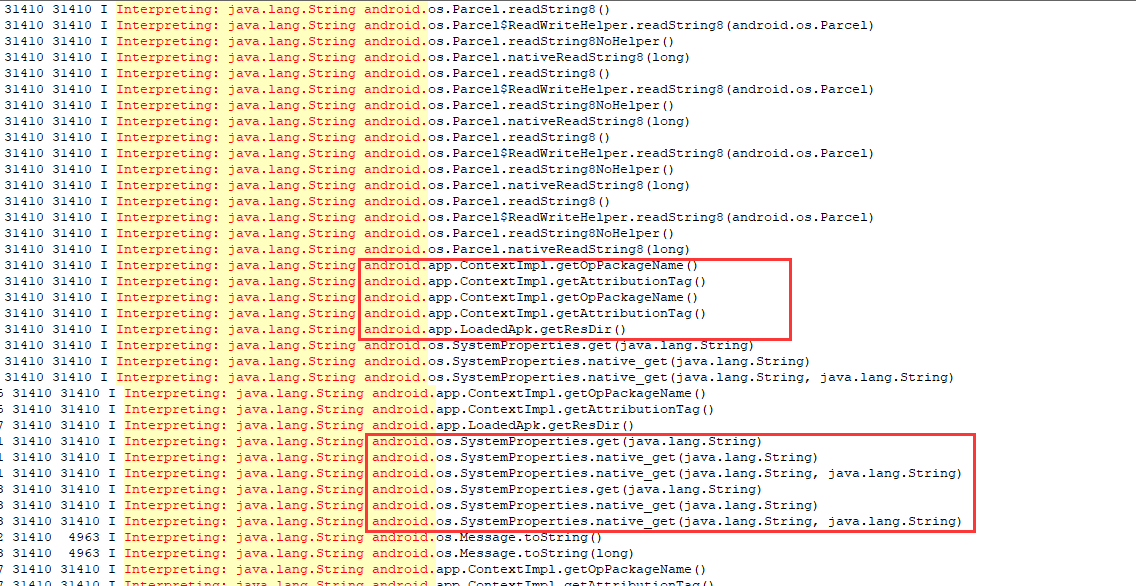 31410 31410 I Interpreting: java.lang.String android.os.Parcel.readString8()
31410 31410 I Interpreting: java.lang.String android.os.Parcel$ReadWriteHelper.readString8(android.os.Parcel)
31410 31410 I Interpreting: java.lang.String android.os.Parcel.readString8NoHelper()
31410 31410 I Interpreting: java.lang.String android.os.Parcel.nativeReadString8(long)
31410 31410 I Interpreting: java.lang.String android.os.Parcel.readString8()
31410 31410 I Interpreting: java.lang.String android.os.Parcel$ReadWriteHelper.readString8(android.os.Parcel)
31410 31410 I Interpreting: java.lang.String android.os.Parcel.readString8NoHelper()
31410 31410 I Interpreting: java.lang.String android.os.Parcel.nativeReadString8(long)
31410 31410 I Interpreting: java.lang.String android.os.Parcel.readString8()
31410 31410 I Interpreting: java.lang.String android.os.Parcel$ReadWriteHelper.readString8(android.os.Parcel)
31410 31410 I Interpreting: java.lang.String android.os.Parcel.readString8NoHelper()
31410 31410 I Interpreting: java.lang.String android.os.Parcel.nativeReadString8(long)
31410 31410 I Interpreting: java.lang.String android.os.Parcel.readString8()
31410 31410 I Interpreting: java.lang.String android.os.Parcel$ReadWriteHelper.readString8(android.os.Parcel)
31410 31410 I Interpreting: java.lang.String android.os.Parcel.readString8NoHelper()
31410 31410 I Interpreting: java.lang.String android.os.Parcel.nativeReadString8(long)
31410 31410 I Interpreting: java.lang.String android.app.ContextImpl.getOpPackageName()
31410 31410 I Interpreting: java.lang.String android.app.ContextImpl.getAttributionTag()
31410 31410 I Interpreting: java.lang.String android.app.ContextImpl.getOpPackageName()
31410 31410 I Interpreting: java.lang.String android.app.ContextImpl.getAttributionTag()
31410 31410 I Interpreting: java.lang.String android.app.LoadedApk.getResDir()
31410 31410 I Interpreting: java.lang.String android.os.SystemProperties.get(java.lang.String)
31410 31410 I Interpreting: java.lang.String android.os.SystemProperties.native_get(java.lang.String)
31410 31410 I Interpreting: java.lang.String android.os.SystemProperties.native_get(java.lang.String, java.lang.String)
31410 31410 I Interpreting: java.lang.String android.app.ContextImpl.getOpPackageName()
31410 31410 I Interpreting: java.lang.String android.app.ContextImpl.getAttributionTag()
31410 31410 I Interpreting: java.lang.String android.app.LoadedApk.getResDir()
31410 31410 I Interpreting: java.lang.String android.os.SystemProperties.get(java.lang.String)
31410 31410 I Interpreting: java.lang.String android.os.SystemProperties.native_get(java.lang.String)
31410 31410 I Interpreting: java.lang.String android.os.SystemProperties.native_get(java.lang.String, java.lang.String)
31410 31410 I Interpreting: java.lang.String android.os.SystemProperties.get(java.lang.String)
31410 31410 I Interpreting: java.lang.String android.os.SystemProperties.native_get(java.lang.String)
31410 31410 I Interpreting: java.lang.String android.os.SystemProperties.native_get(java.lang.String, java.lang.String)
31410 4963 I Interpreting: java.lang.String android.os.Message.toString()
31410 4963 I Interpreting: java.lang.String android.os.Message.toString(long)
31410 31410 I Interpreting: java.lang.String android.app.ContextImpl.getOpPackageName()
31410 31410 I Interpreting: java.lang.String android.app.ContextImpl.getAttributionTag()